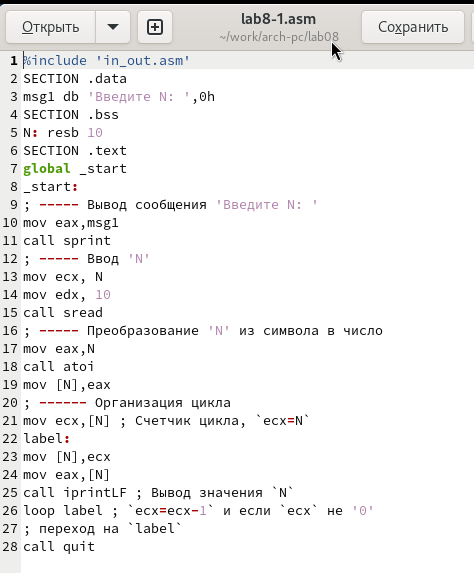 Открыть
lab8-1.asm
~/work/arch-pc/lab08
Сохранить
1 %include 'in_out.asm'
2 SECTION .data
3 msg1 db 'Введите N: ',0h
4 SECTION .bss
5 N: resb 10
6 SECTION .text
7 global _start
8 _start:
9 ; ----- Вывод сообщения 'Введите N: '
10 mov eax,msg1
11 call sprint
12 ; ----- Ввод 'N'
13 mov ecx, N
14 mov edx, 10
15 call sread
16 ; ----- Преобразование 'N' из символа в число
17 mov eax,N
18 call atoi
19 mov [N],eax
20 ; ------ Организация цикла
21 mov ecx,[N] ; Счетчик цикла, `ecx=N`
22 label:
23 mov [N],ecx
24 mov eax,[N]
25 call iprintLF ; Вывод значения `N`
26 loop label ; `ecx=ecx-1` и если `ecx` не '0'
27 ; переход на `label`
28 call quit